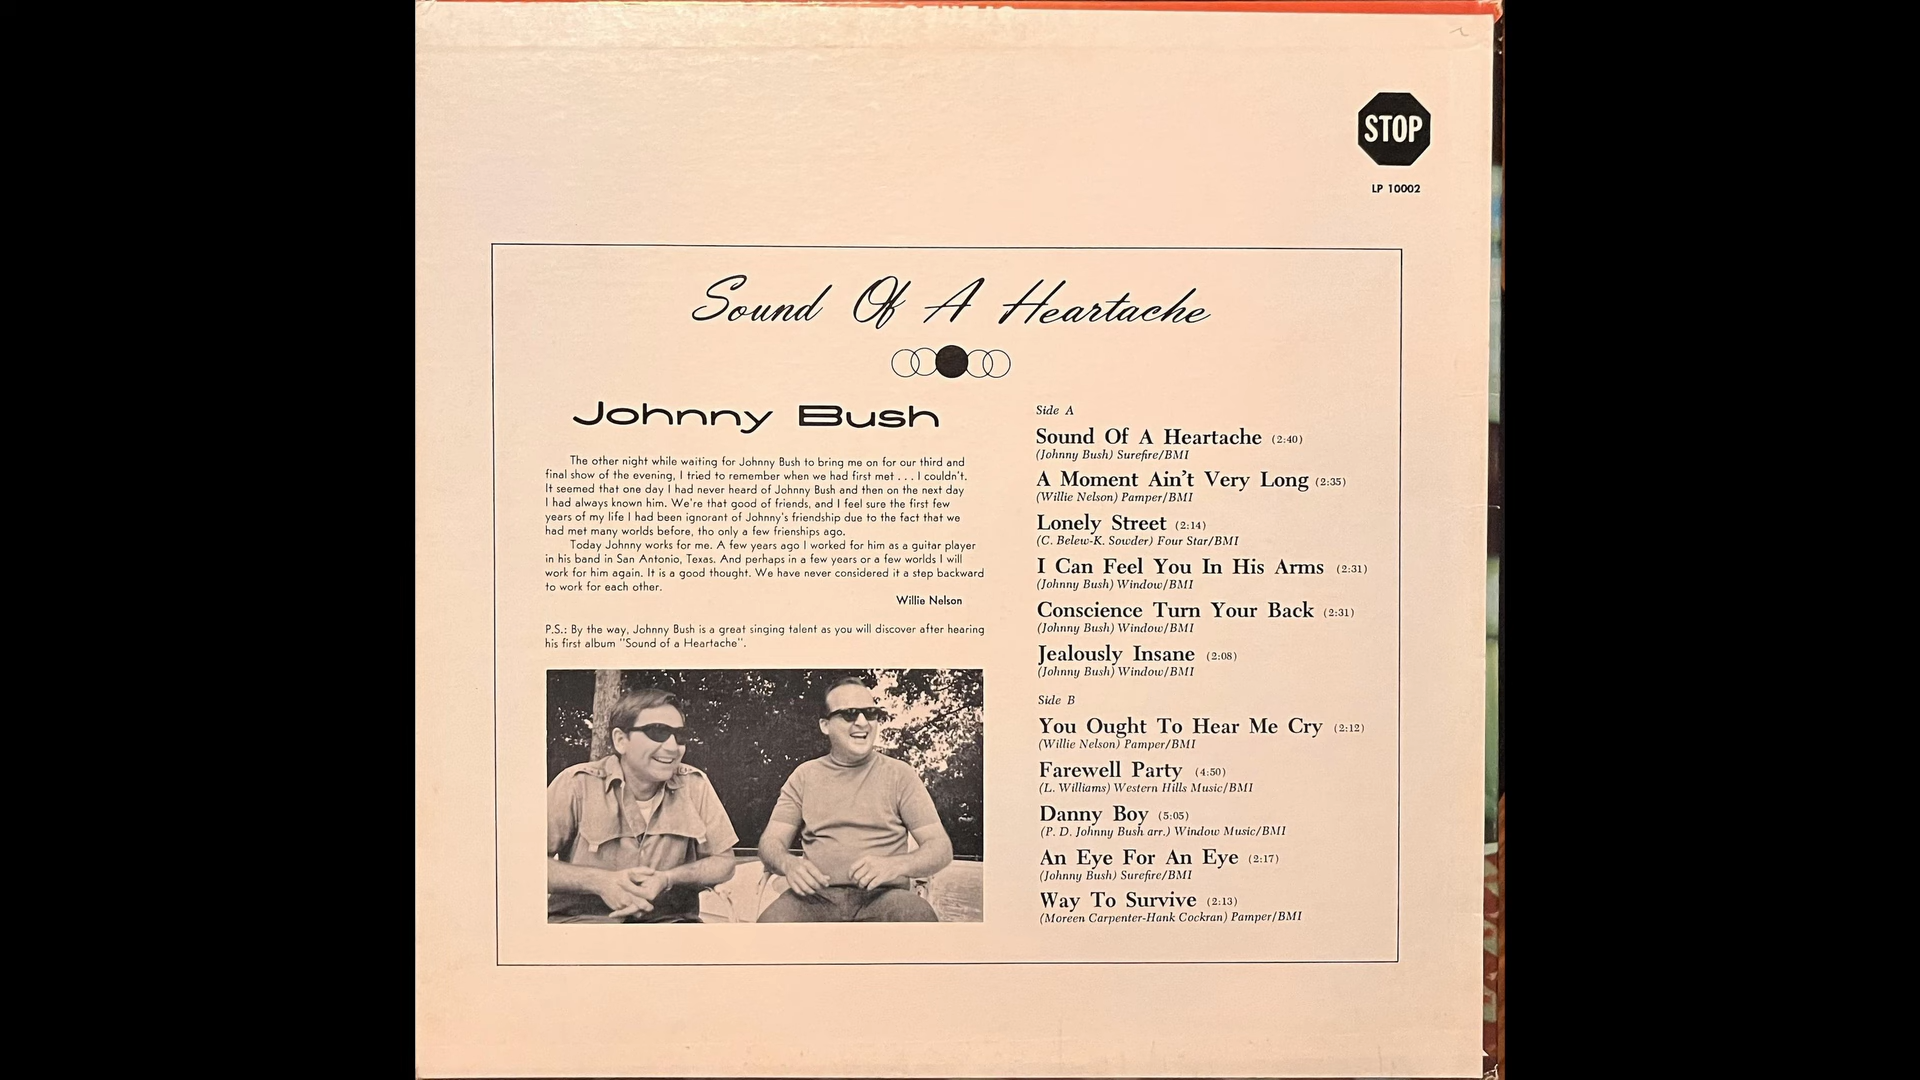 STOP
LP 10002
Sound Of A Heartache
Johnny Bush
The other night while waiting for Johnny Bush to bring me on for our third and
final show of the evening, I tried to remember when we had first met . . . I couldn't.
It seemed that one day I had never heard of Johnny Bush and then on the next day
I had always known him. We're that good of friends, and I feel sure the first few
years of my life I had been ignorant of Johnny's friendship due to the fact that we
had met many worlds before, tho only a few frienships ago.
Today Johnny works for me. A few years ago I worked for him as a guitar player
in his band in San Antonio, Texas. And perhaps in a few years or a few worlds I will
work for him again. It is a good thought. We have never considered it a step backward
to work for each other.
Willie Nelson
P.S.: By the way, Johnny Bush is a great singing talent as you will discover after hearing
his first album "Sound of a Heartache".
Side A
Sound Of A Heartache (2:40)
(Johnny Bush) Surefire/BMI
A Moment Ain't Very Long (2:35)
(Willie Nelson) Pamper/BMI
Lonely Street (2:14)
(C. Belew-K. Sowder) Four Star/BMI
I Can Feel You In His Arms (2:31)
(Johnny Bush) Window/BMI
Conscience Turn Your Back (2:31)
(Johnny Bush) Window/BMI
Jealously Insane (2:08)
(Johnny Bush) Window/BMI
Side B
You Ought To Hear Me Cry (2:12)
(Willie Nelson) Pamper/BMI
Farewell Party (4:50)
(L. Williams) Western Hills Music/BMI
Danny Boy (5:05)
(P. D. Johnny Bush arr.) Window Music/BMI
An Eye For An Eye (2:17)
(Johnny Bush) Surefire/BMI
Way To Survive (2:13)
(Moreen Carpenter-Hank Cockran) Pamper/BMI